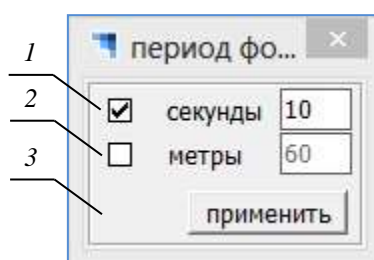 период фо...
1
секунды 10
2
метры 60
3
применить